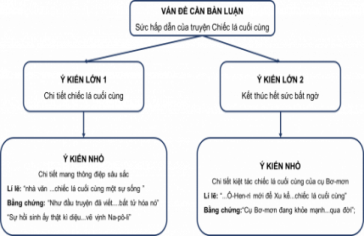 VẤN ĐỀ CẦN BÀN LUẬN
Sức hấp dẫn của truyện Chiếc lá cuối cùng
Ý KIẾN LỚN 1
Chi tiết chiếc lá cuối cùng
Ý KIẾN LỚN 2
Kết thúc hết sức bất ngờ
Ý KIẾN NHỎ
Chi tiết mang thông điệp sâu sắc
Lí lẽ: "nhà văn ...chiếc lá cuối cùng một sự sống "
Bằng chứng: "Như đầu truyện đã viết....bất tử hóa nó"
"Sự hồi sinh ấy thật kì diệu...vẽ vịnh Na-pô-li"
Ý KIẾN NHỎ
Chi tiết kiệt tác chiếc lá cuối cùng của cụ Bơ-mơn
Lí lẽ: "...Ô-Hen-ri mới để Xu kể...chiếc lá cuối cùng"
Bằng chứng:"Cụ Bơ-mơn đang khỏe mạnh...qua đời";